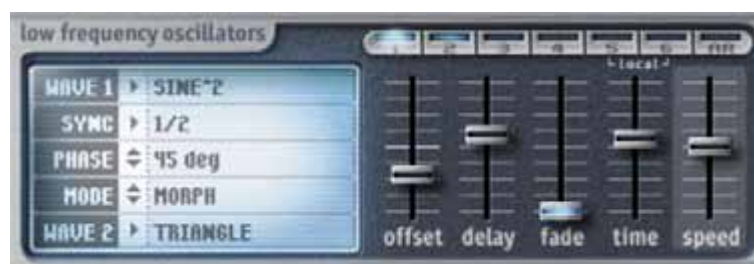 low frequency oscillators
1 2 3 4 5 6 AM
local
WAVE 1 SINE^2
SYNC 1/2
PHASE 45 deg
MODE MORPH
WAVE 2 TRIANGLE
offset delay fade time speed